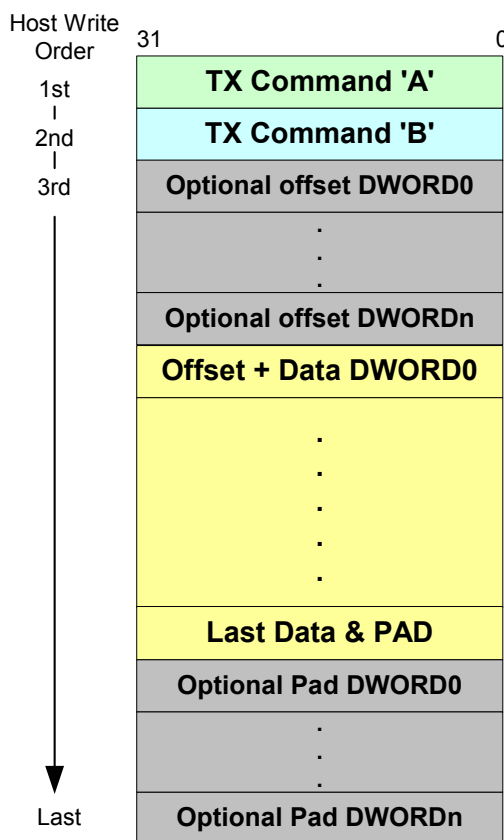 Host Write
Order
31
0
1st
TX Command 'A'
2nd
TX Command 'B'
3rd
Optional offset DWORD0
.
.
.
Optional offset DWORDn
Offset + Data DWORD0
.
.
.
.
.
Last Data & PAD
Optional Pad DWORD0
.
.
.
Last
Optional Pad DWORDn